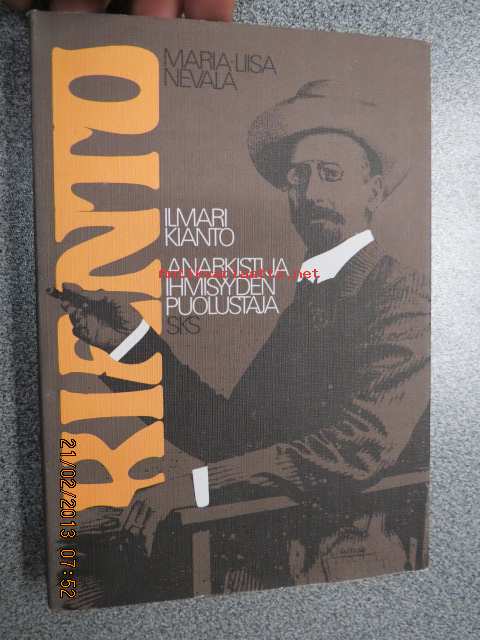 MARIA-LIISA
NEVALA
KIANTO
ILMARI
KIANTO
ANARKISTI JA
IHMISYYDEN
PUOLUSTAJA
SKS
21/02/2013 07:52